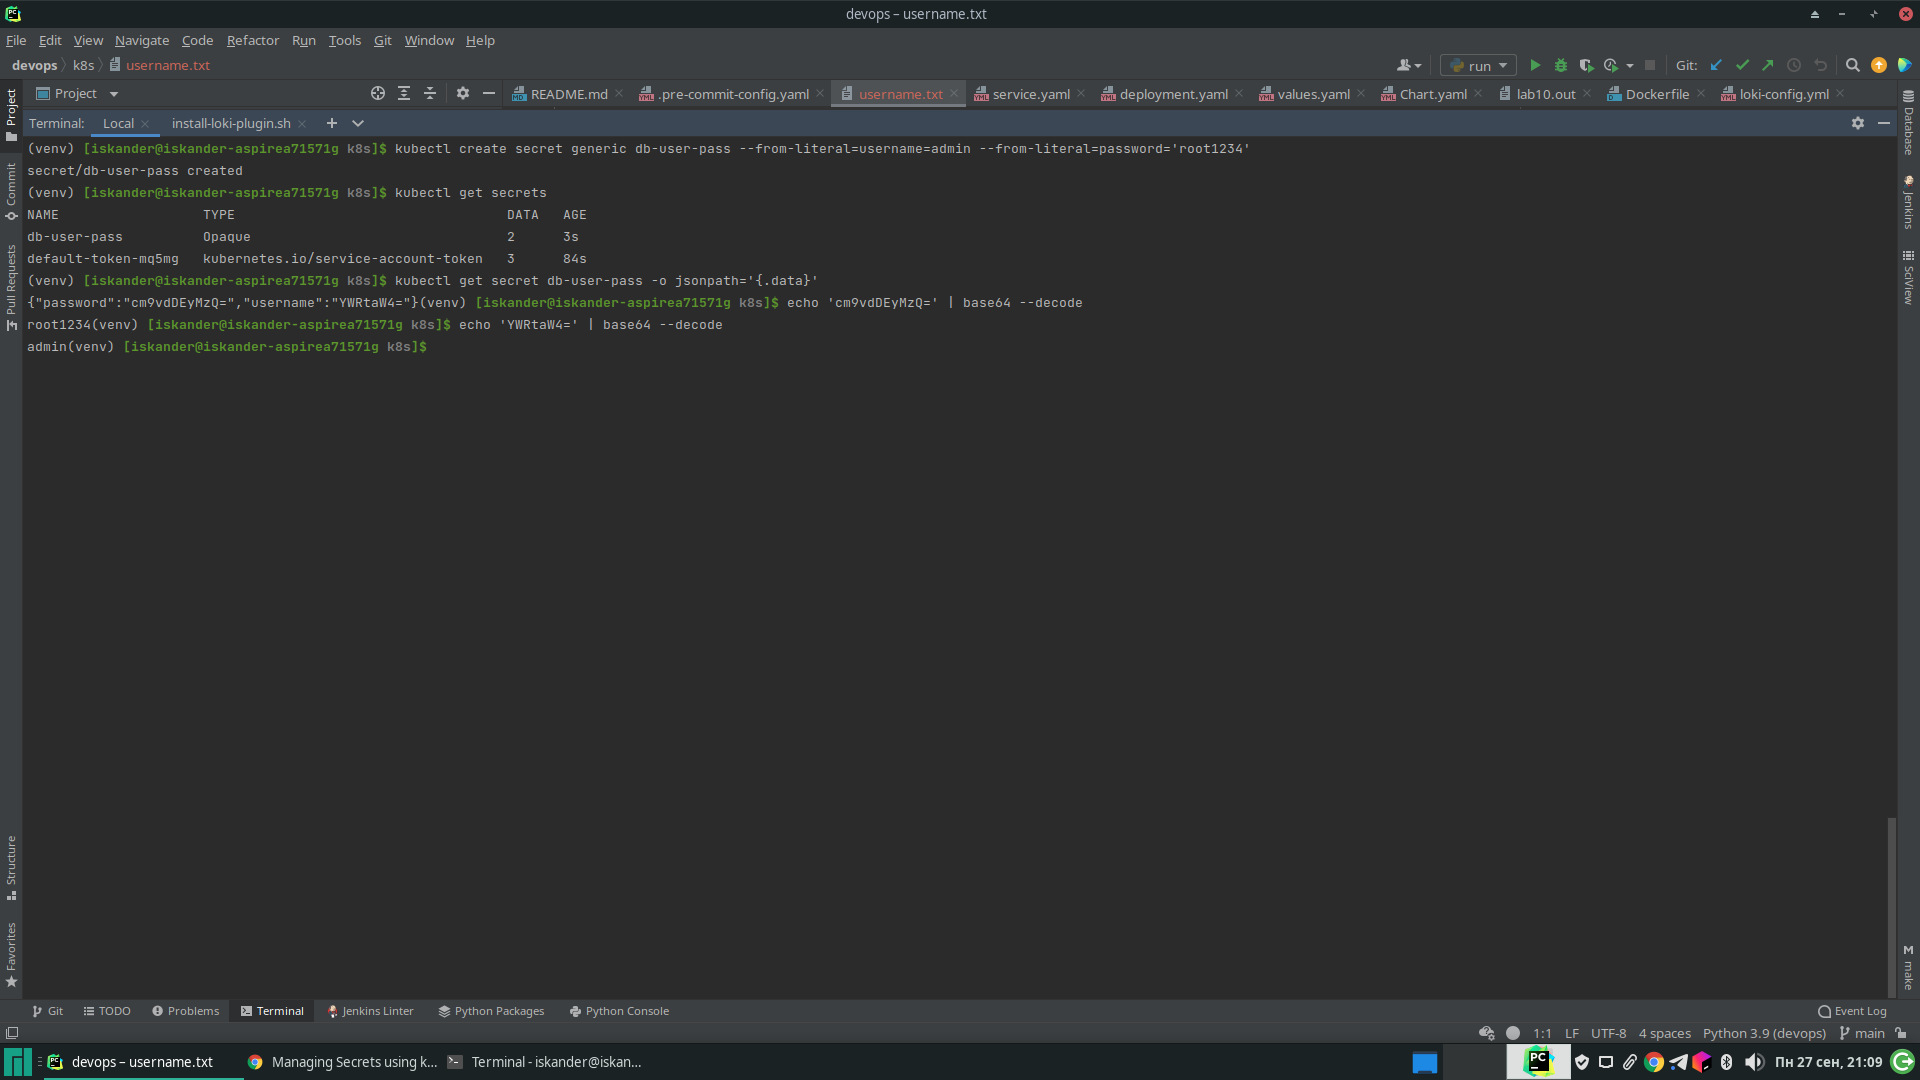 devops – username.txt
File Edit View Navigate Code Refactor Run Tools Git Window Help
devops k8s username.txt run Git:
Project README.md .pre-commit-config.yaml username.txt service.yaml deployment.yaml values.yaml Chart.yaml lab10.out Dockerfile loki-config.yml
Terminal: Local install-loki-plugin.sh
(venv) [iskander@iskander-aspirea71571g k8s]$ kubectl create secret generic db-user-pass --from-literal=username=admin --from-literal=password='root1234'
secret/db-user-pass created
(venv) [iskander@iskander-aspirea71571g k8s]$ kubectl get secrets
NAME TYPE DATA AGE
db-user-pass Opaque 2 3s
default-token-mq5mg kubernetes.io/service-account-token 3 84s
(venv) [iskander@iskander-aspirea71571g k8s]$ kubectl get secret db-user-pass -o jsonpath='{.data}'
{"password":"cm9vdDEyMzQ=","username":"YWRtaW4="}(venv) [iskander@iskander-aspirea71571g k8s]$ echo 'cm9vdDEyMzQ=' | base64 --decode
root1234(venv) [iskander@iskander-aspirea71571g k8s]$ echo 'YWRtaW4=' | base64 --decode
admin(venv) [iskander@iskander-aspirea71571g k8s]$
Project
Commit
Pull Requests
Structure
Favorites
Database
Jenkins
SciView
make
Git TODO Problems Terminal Jenkins Linter Python Packages Python Console Event Log
1:1 LF UTF-8 4 spaces Python 3.9 (devops) main
devops – username.txt Managing Secrets using k... Terminal - iskander@iskan... Пн 27 сен, 21:09